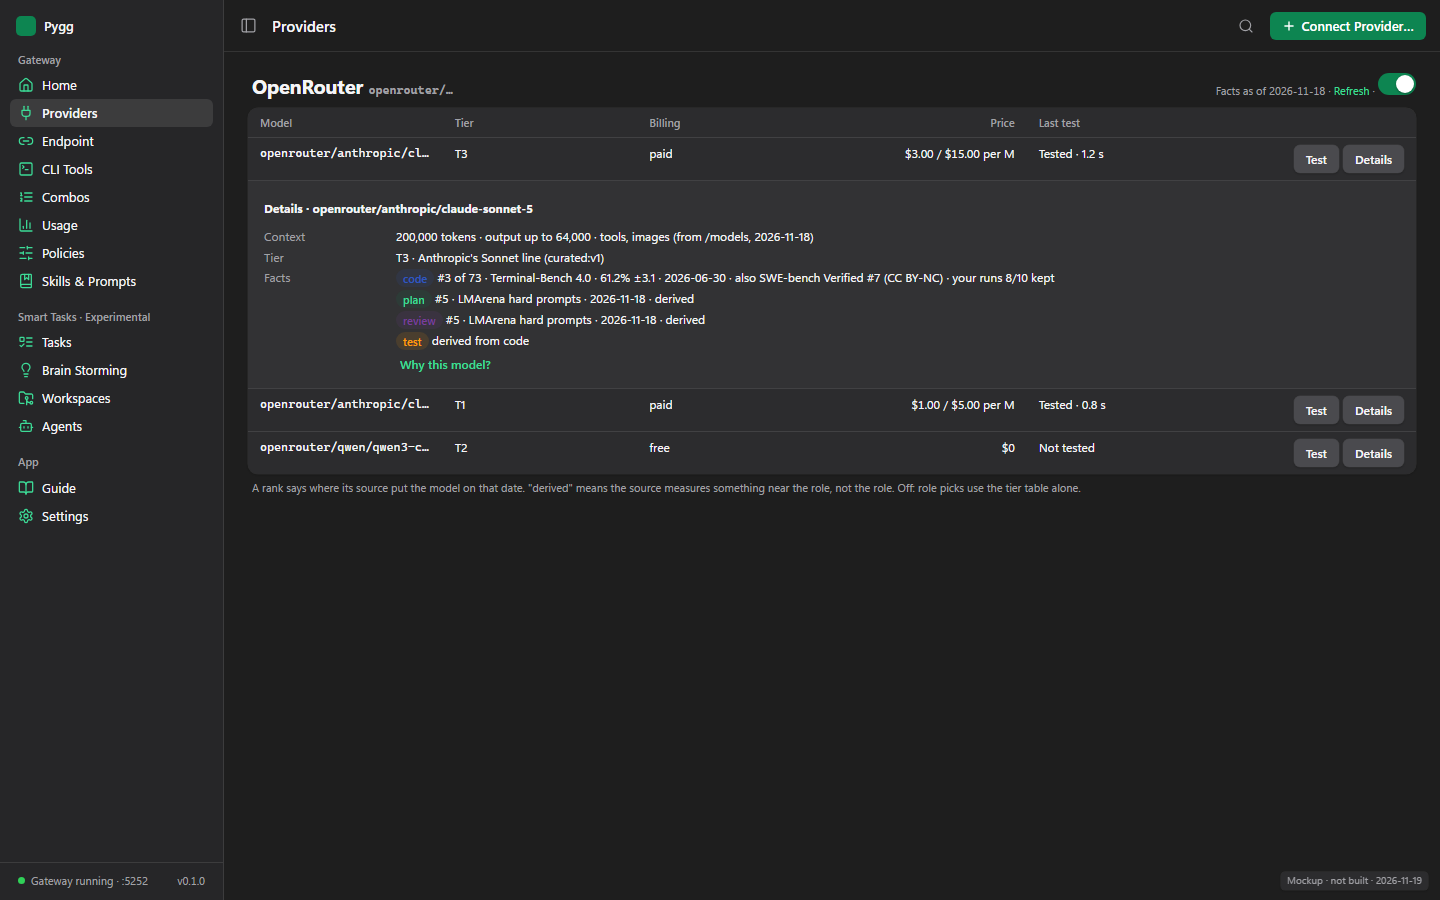 Pygg
Providers
+ Connect Provider...
Gateway
Home
Providers
Endpoint
CLI Tools
Combos
Usage
Policies
Skills & Prompts
Smart Tasks · Experimental
Tasks
Brain Storming
Workspaces
Agents
App
Guide
Settings
Gateway running · :5252 v0.1.0
OpenRouter openrouter/…
Facts as of 2026-11-18 · Refresh ·
Model Tier Billing Price Last test
openrouter/anthropic/cl… T3 paid $3.00 / $15.00 per M Tested · 1.2 s Test Details
Details · openrouter/anthropic/claude-sonnet-5
Context 200,000 tokens · output up to 64,000 · tools, images (from /models, 2026-11-18)
Tier T3 · Anthropic's Sonnet line (curated:v1)
Facts code #3 of 73 · Terminal-Bench 4.0 · 61.2% ±3.1 · 2026-06-30 · also SWE-bench Verified #7 (CC BY-NC) · your runs 8/10 kept
plan #5 · LMArena hard prompts · 2026-11-18 · derived
review #5 · LMArena hard prompts · 2026-11-18 · derived
test derived from code
Why this model?
openrouter/anthropic/cl… T1 paid $1.00 / $5.00 per M Tested · 0.8 s Test Details
openrouter/qwen/qwen3-c… T2 free $0 Not tested Test Details
A rank says where its source put the model on that date. "derived" means the source measures something near the role, not the role. Off: role picks use the tier table alone.
Mockup · not built · 2026-11-19